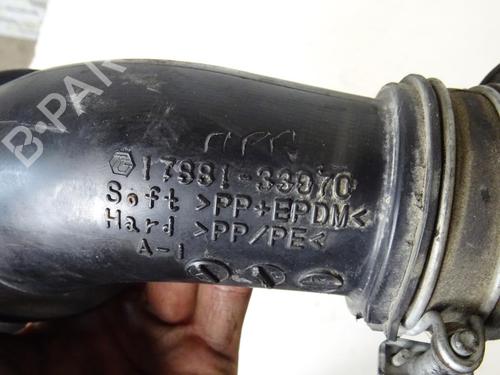 B-PARTS
17881-33070
Soft >PP+EPDM<
Hard >PP/PE<
A-1